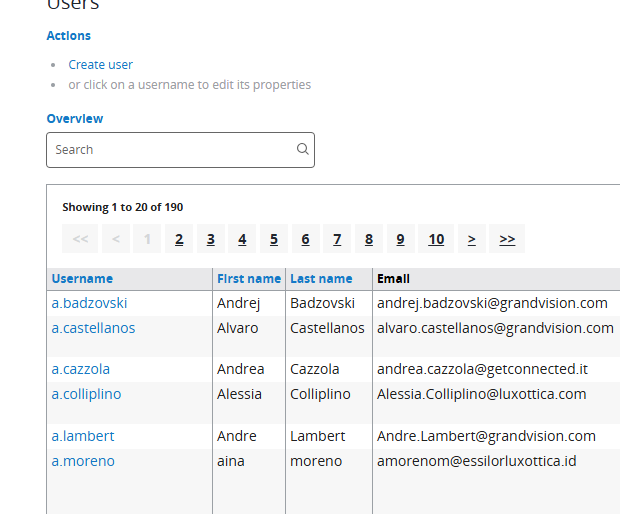 Users
Actions
Create user
or click on a username to edit its properties
Overview
Search
Showing 1 to 20 of 190
<< < 1 2 3 4 5 6 7 8 9 10 > >>
Username First name Last name Email
a.badzovski Andrej Badzovski andrej.badzovski@grandvision.com
a.castellanos Alvaro Castellanos alvaro.castellanos@grandvision.com
a.cazzola Andrea Cazzola andrea.cazzola@getconnected.it
a.colliplino Alessia Colliplino Alessia.Colliplino@luxottica.com
a.lambert Andre Lambert Andre.Lambert@grandvision.com
a.moreno aina moreno amorenom@essilorluxottica.id